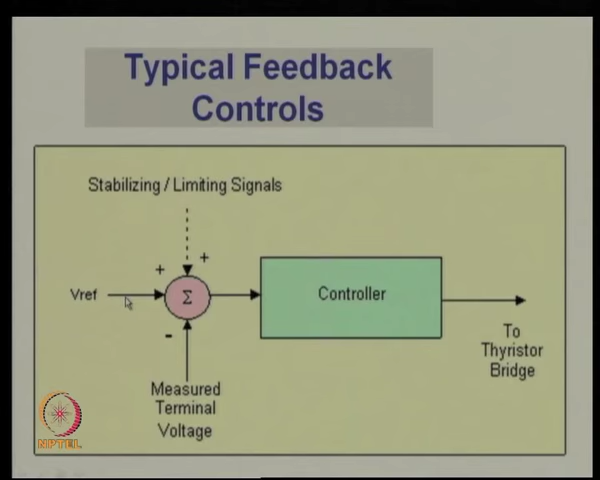 Typical Feedback
Controls
Stabilizing / Limiting Signals
+
+
Vref
Σ
Controller
-
To
Thyristor
Bridge
Measured
Terminal
Voltage
NPTEL